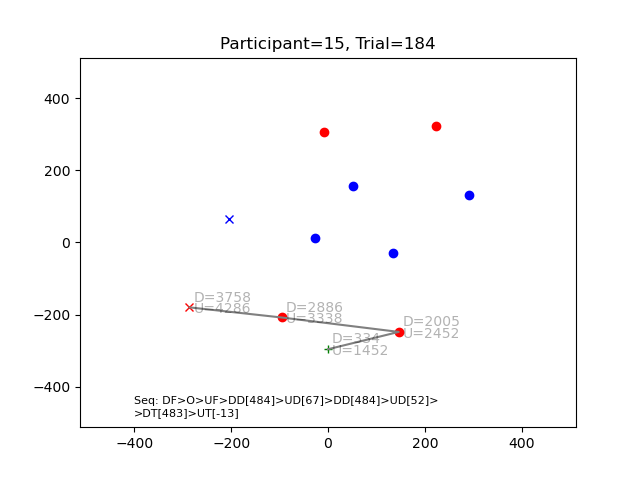 Participant=15, Trial=184
400
200
0
−200
−400
D=3758
U=4286
D=2886
U=3338
D=2005
U=2452
D=334
U=1452
Seq: DF>O>UF>DD[484]>UD[67]>DD[484]>UD[52]>
>DT[483]>UT[-13]
−400
−200
0
200
400